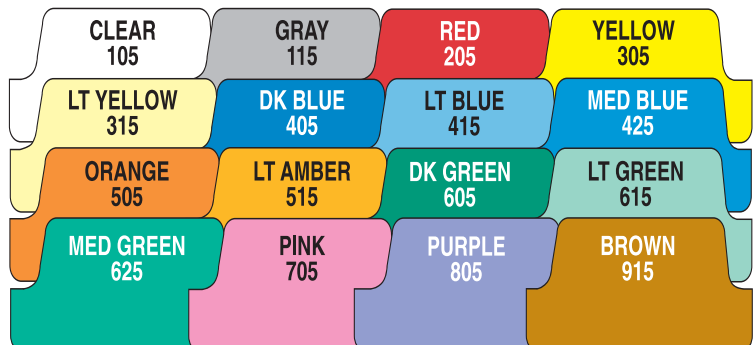 CLEAR
105
GRAY
115
RED
205
YELLOW
305
LT YELLOW
315
DK BLUE
405
LT BLUE
415
MED BLUE
425
ORANGE
505
LT AMBER
515
DK GREEN
605
LT GREEN
615
MED GREEN
625
PINK
705
PURPLE
805
BROWN
915